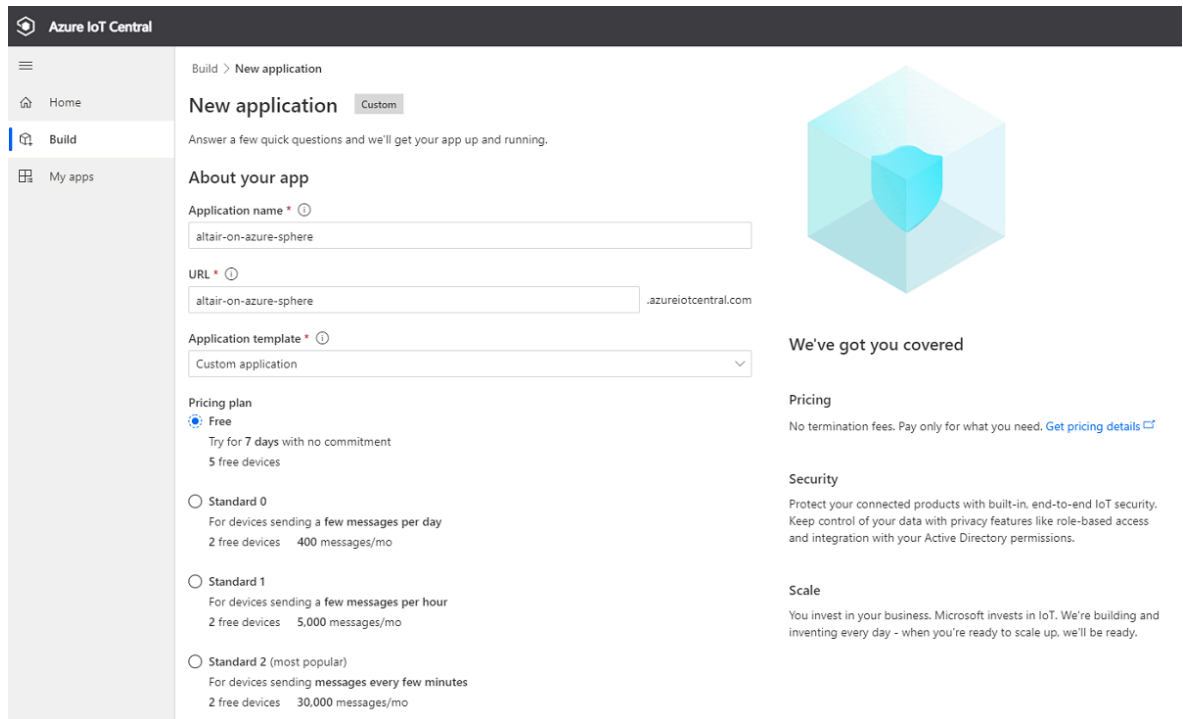 Azure IoT Central
Home
Build
My apps
Build > New application
New application Custom
Answer a few quick questions and we'll get your app up and running.
About your app
Application name *
altair-on-azure-sphere
URL *
altair-on-azure-sphere .azureiotcentral.com
Application template *
Custom application
Pricing plan
Free
Try for 7 days with no commitment
5 free devices
Standard 0
For devices sending a few messages per day
2 free devices 400 messages/mo
Standard 1
For devices sending a few messages per hour
2 free devices 5,000 messages/mo
Standard 2 (most popular)
For devices sending messages every few minutes
2 free devices 30,000 messages/mo
We've got you covered
Pricing
No termination fees. Pay only for what you need. Get pricing details
Security
Protect your connected products with built-in, end-to-end IoT security.
Keep control of your data with privacy features like role-based access
and integration with your Active Directory permissions.
Scale
You invest in your business. Microsoft invests in IoT. We're building and
inventing every day - when you're ready to scale up, we'll be ready.